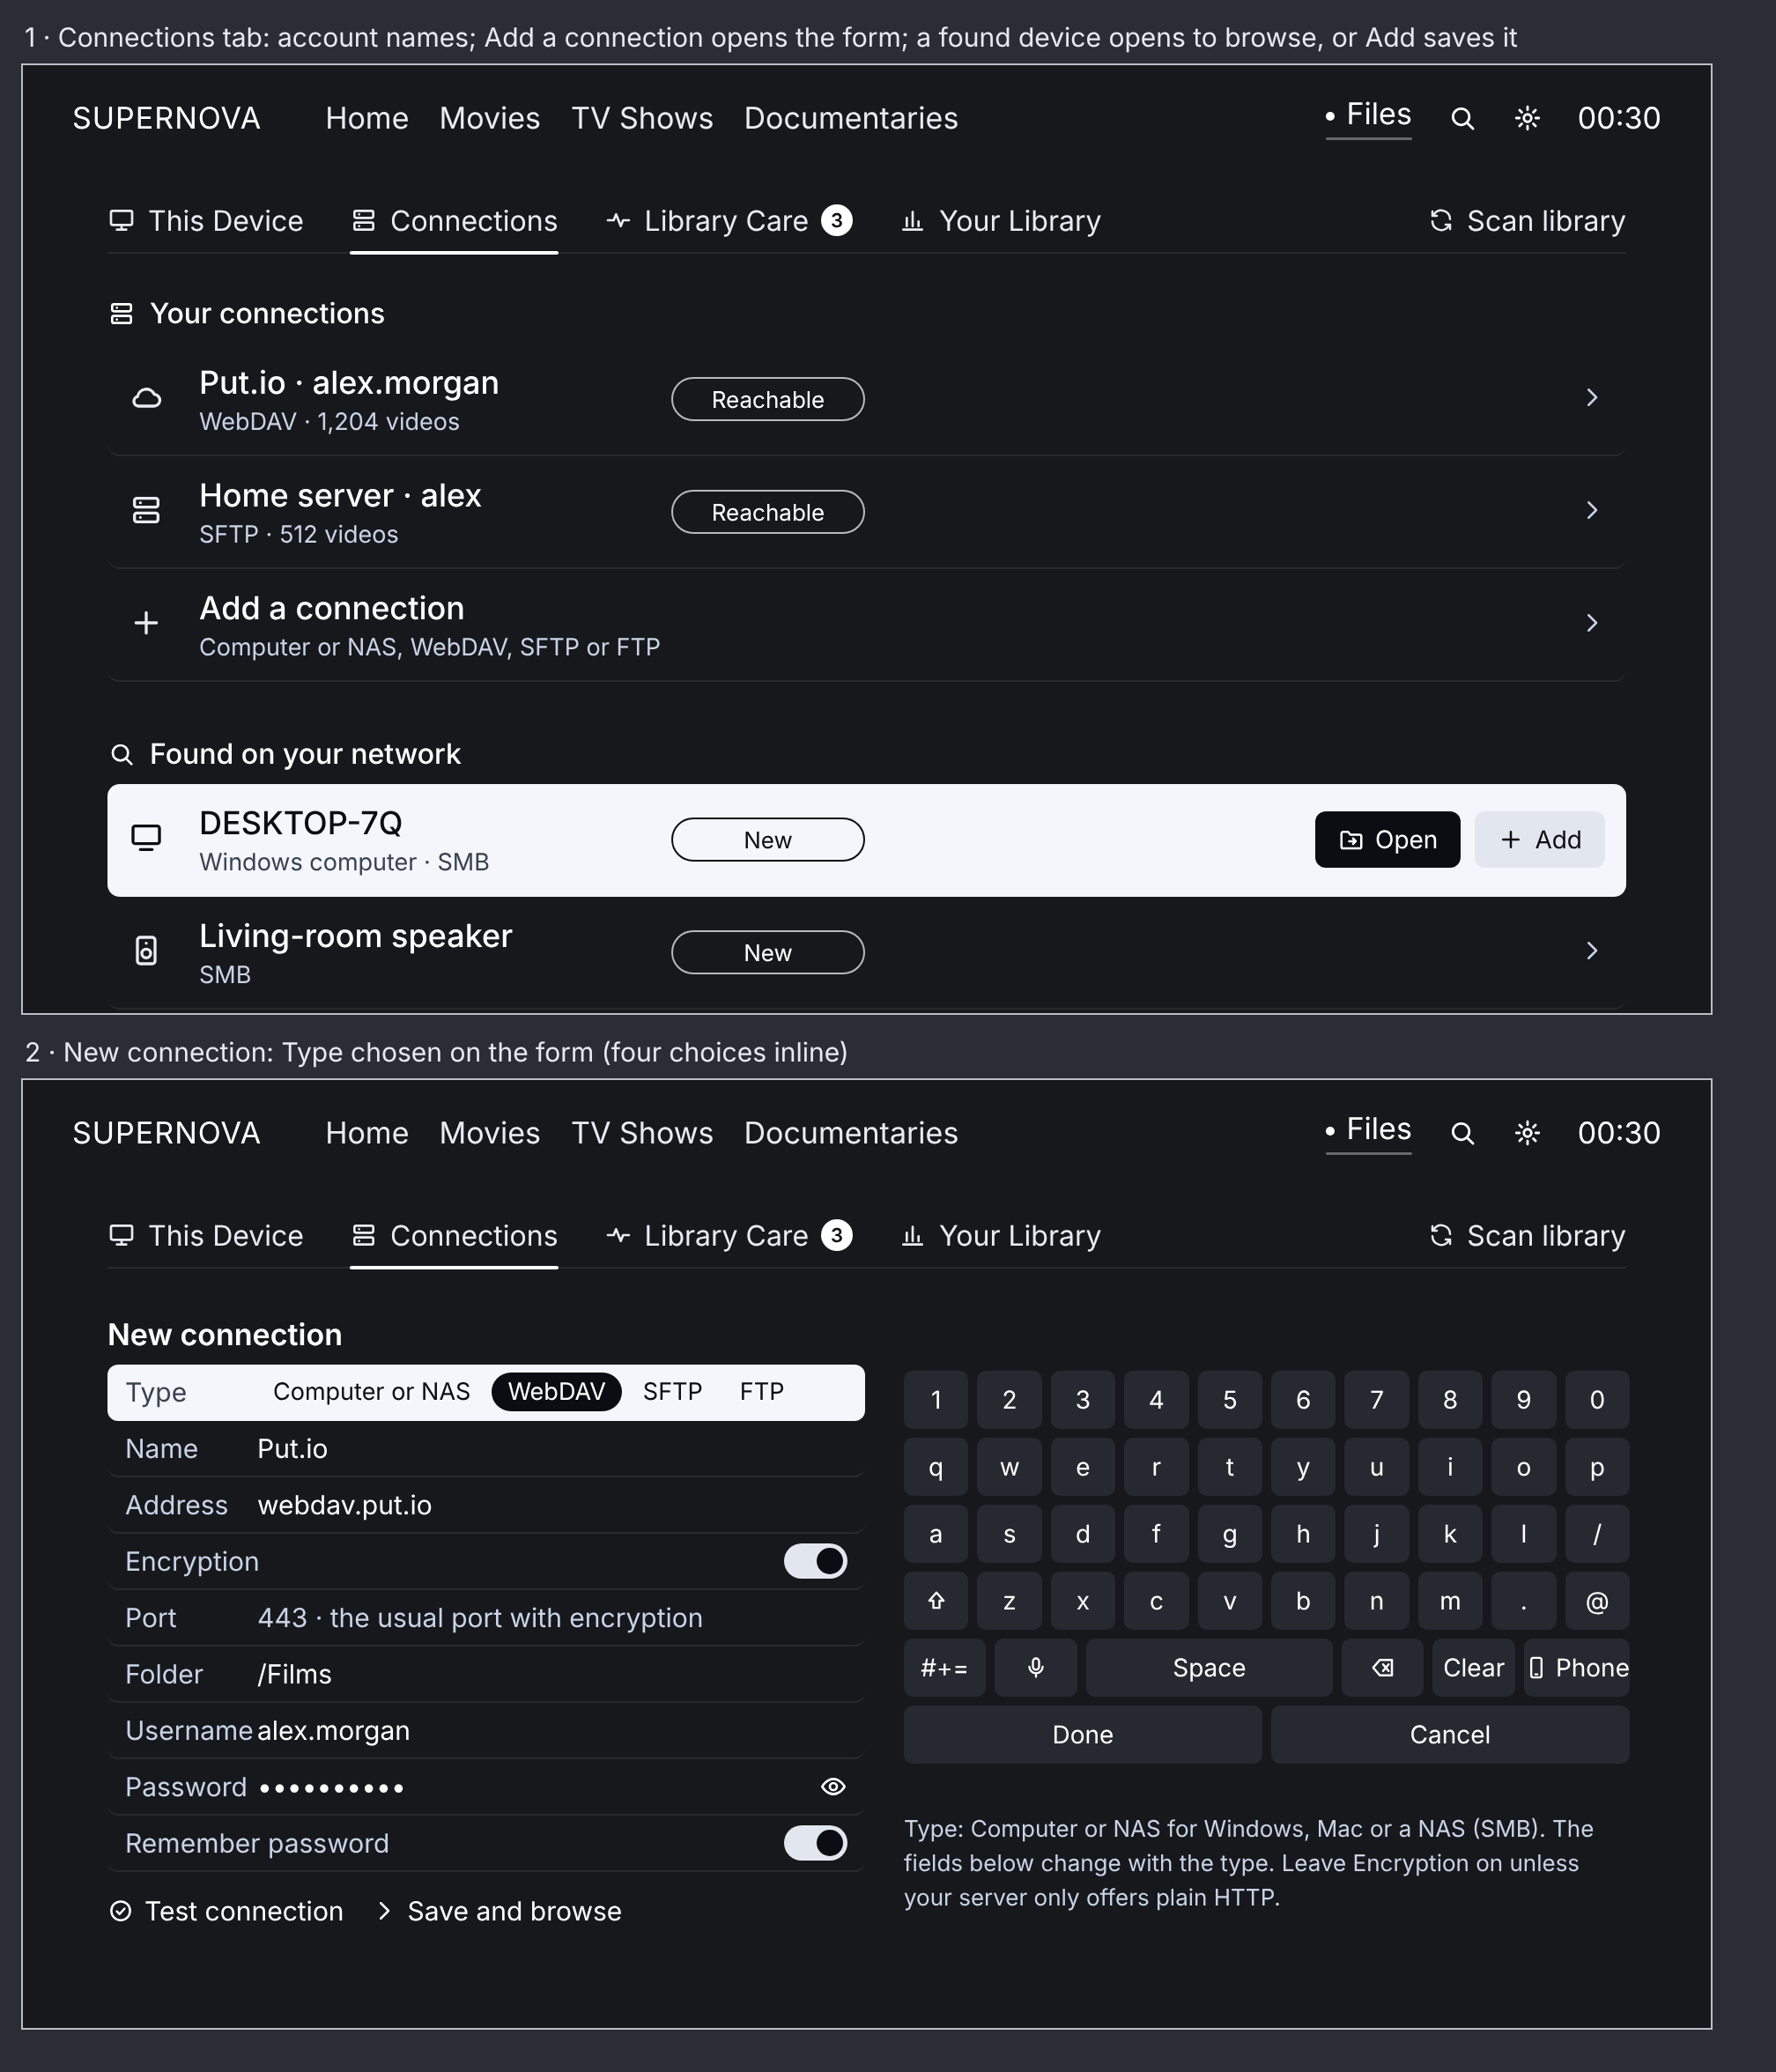 1 · Connections tab: account names; Add a connection opens the form; a found device opens to browse, or Add saves it
SUPERNOVA Home Movies TV Shows Documentaries • Files 00:30
This Device Connections Library Care 3 Your Library Scan library
Your connections
Put.io · alex.morgan
WebDAV · 1,204 videos
Reachable
Home server · alex
SFTP · 512 videos
Reachable
Add a connection
Computer or NAS, WebDAV, SFTP or FTP
Found on your network
DESKTOP-7Q
Windows computer · SMB
New
Open Add
Living-room speaker
SMB
New
2 · New connection: Type chosen on the form (four choices inline)
SUPERNOVA Home Movies TV Shows Documentaries • Files 00:30
This Device Connections Library Care 3 Your Library Scan library
New connection
Type Computer or NAS WebDAV SFTP FTP
Name Put.io
Address webdav.put.io
Encryption
Port 443 · the usual port with encryption
Folder /Films
Username alex.morgan
Password ••••••••••
Remember password
Test connection Save and browse
1 2 3 4 5 6 7 8 9 0
q w e r t y u i o p
a s d f g h j k l /
z x c v b n m . @
#+= Space Clear Phone
Done Cancel
Type: Computer or NAS for Windows, Mac or a NAS (SMB). The
fields below change with the type. Leave Encryption on unless
your server only offers plain HTTP.